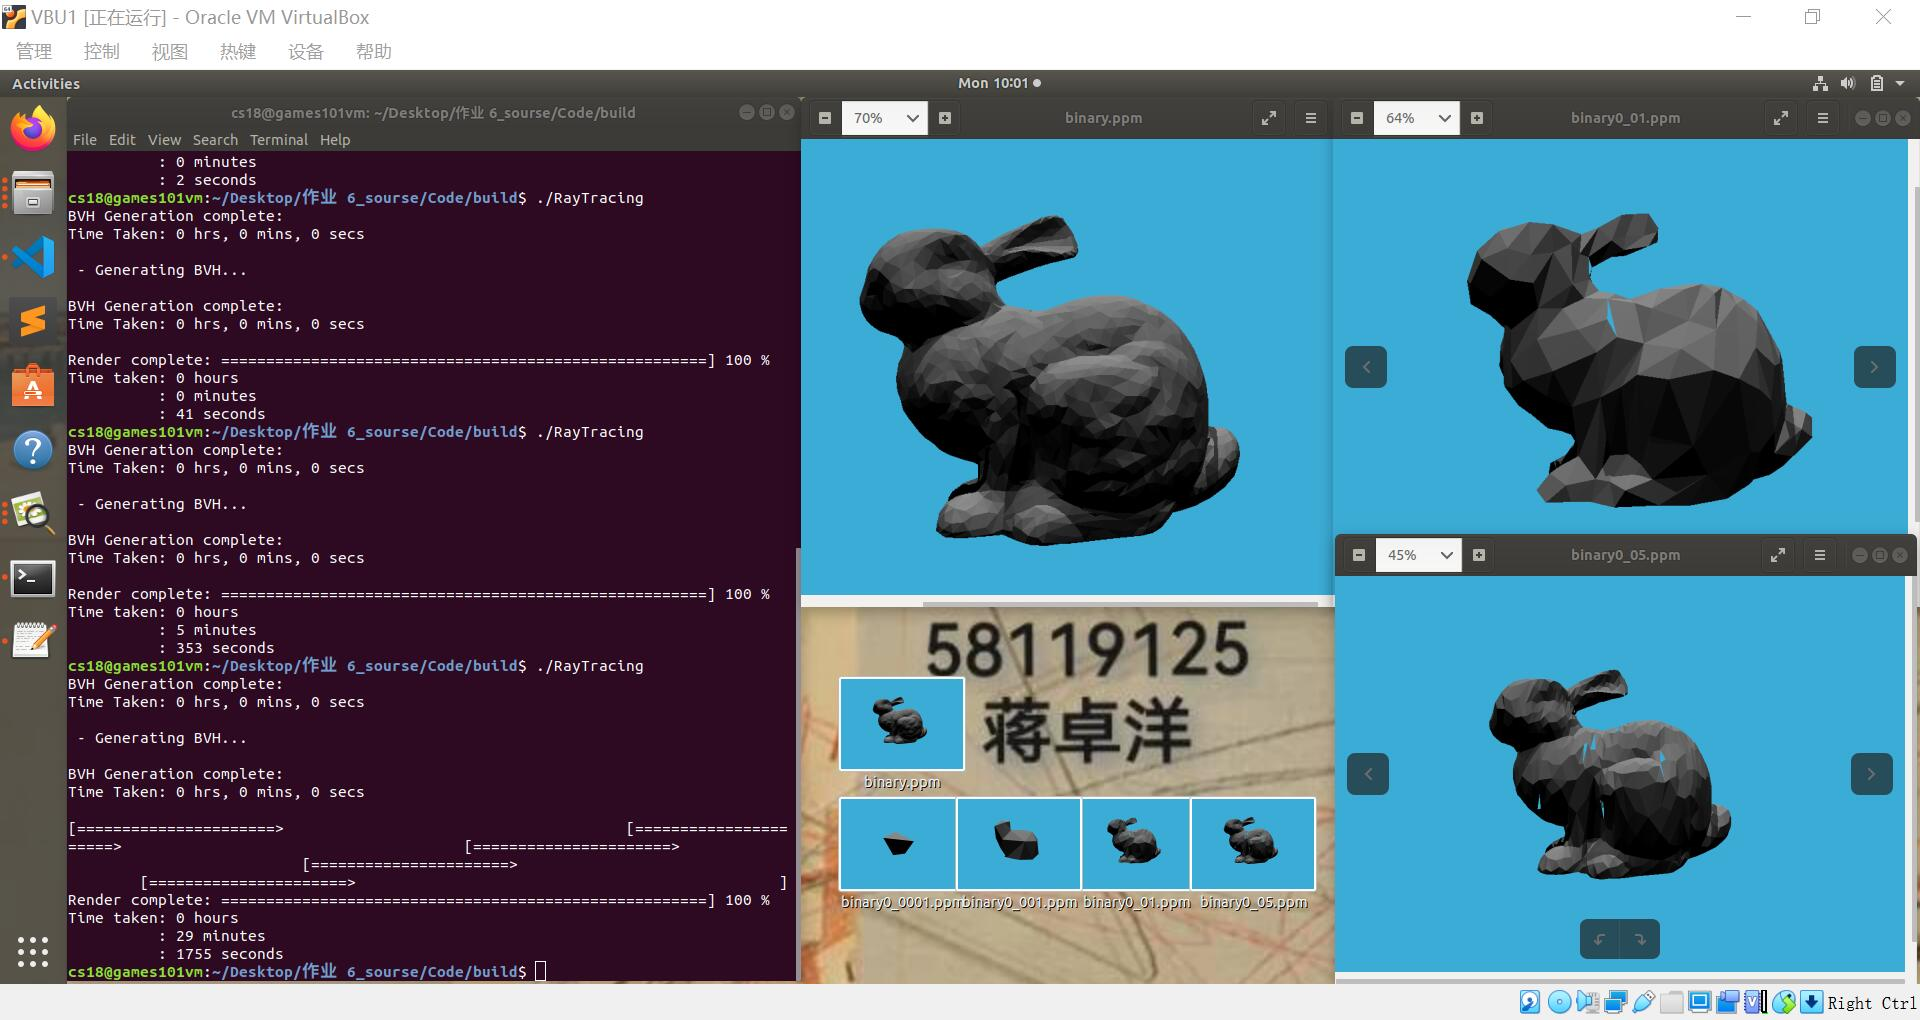 VBU1 [正在运行] - Oracle VM VirtualBox
管理 控制 视图 热键 设备 帮助
Activities
Mon 10:01
cs18@games101vm: ~/Desktop/作业 6_sourse/Code/build
File Edit View Search Terminal Help
: 0 minutes
: 2 seconds
cs18@games101vm:~/Desktop/作业 6_sourse/Code/build$ ./RayTracing
BVH Generation complete:
Time Taken: 0 hrs, 0 mins, 0 secs
- Generating BVH...
BVH Generation complete:
Time Taken: 0 hrs, 0 mins, 0 secs
Render complete: ======================================================] 100 %
Time taken: 0 hours
: 0 minutes
: 41 seconds
cs18@games101vm:~/Desktop/作业 6_sourse/Code/build$ ./RayTracing
BVH Generation complete:
Time Taken: 0 hrs, 0 mins, 0 secs
- Generating BVH...
BVH Generation complete:
Time Taken: 0 hrs, 0 mins, 0 secs
Render complete: ======================================================] 100 %
Time taken: 0 hours
: 5 minutes
: 353 seconds
cs18@games101vm:~/Desktop/作业 6_sourse/Code/build$ ./RayTracing
BVH Generation complete:
Time Taken: 0 hrs, 0 mins, 0 secs
- Generating BVH...
BVH Generation complete:
Time Taken: 0 hrs, 0 mins, 0 secs
[======================> [=================
=====> [======================>
[======================>
[======================> ]
Render complete: ======================================================] 100 %
Time taken: 0 hours
: 29 minutes
: 1755 seconds
cs18@games101vm:~/Desktop/作业 6_sourse/Code/build$
70% binary.ppm
64% binary0_01.ppm
45% binary0_05.ppm
58119125
蒋卓洋
binary.ppm
binary0_0001.ppm binary0_001.ppm binary0_01.ppm binary0_05.ppm
Right Ctrl